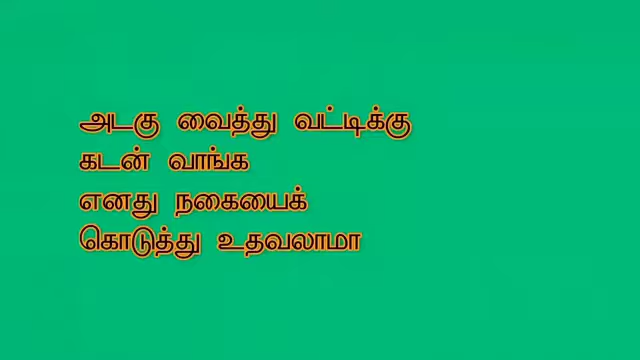 அடகு வைத்து வட்டிக்கு
கடன் வாங்க
எனது நகையைக்
கொடுத்து உதவலாமா